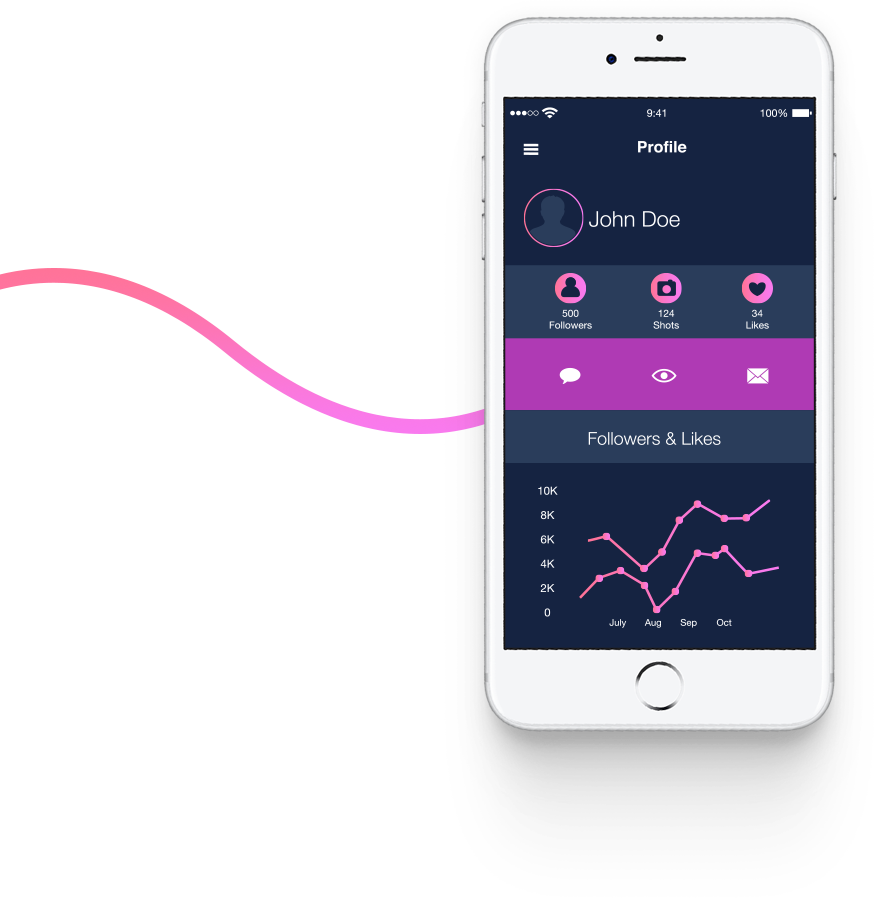 9:41
100%
Profile
John Doe
500
Followers
124
Shots
34
Likes
Followers & Likes
10K
8K
6K
4K
2K
0
July Aug Sep Oct